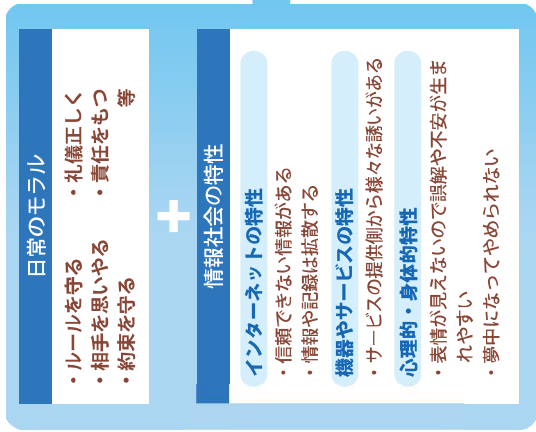 日常のモラル
・ルールを守る ・礼儀正しく
・相手を思いやる ・責任をもつ
・約束を守る 等
+
情報社会の特性
インターネットの特性
・信頼できない情報がある
・情報や記録は拡散する
機器やサービスの特性
・サービスの提供側から様々な誘いがある
心理的・身体的特性
・表情が見えないので誤解や不安が生ま
れやすい
・夢中になってやめられない